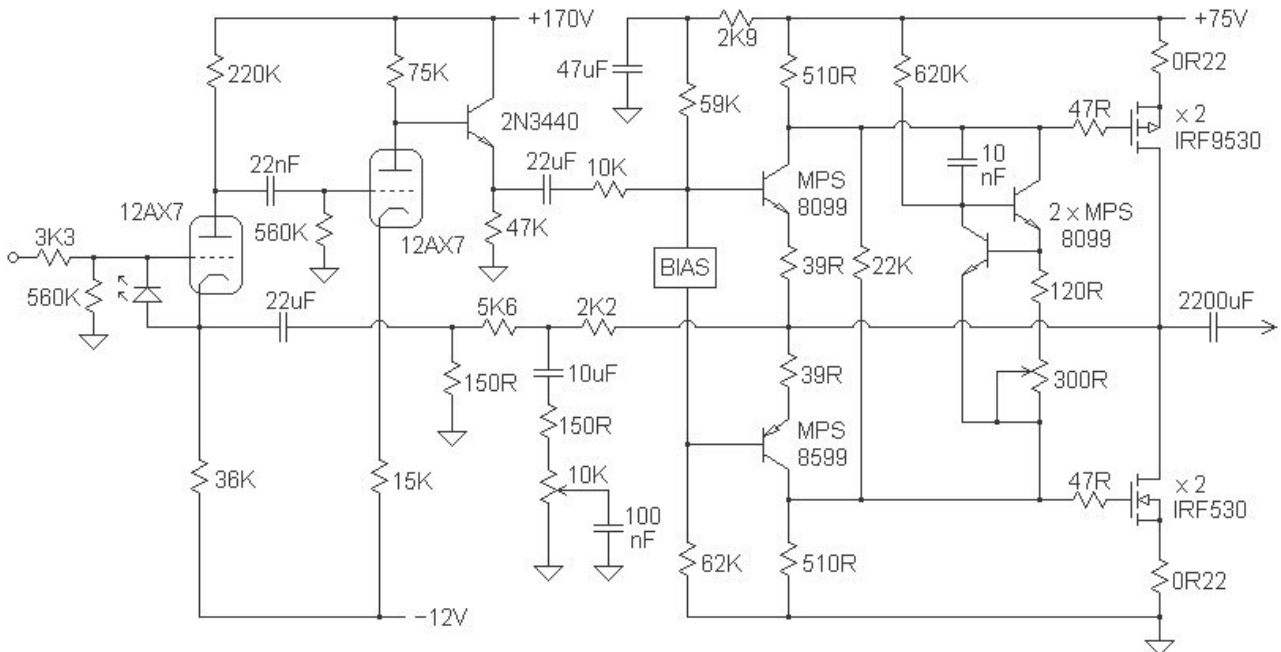 +170V
2K9
+75V
220K
75K
47uF
510R
620K
0R22
59K
2N3440
47R
x 2
IRF9530
22nF
22uF
10K
MPS
8099
10
nF
12AX7
560K
12AX7
47K
2 x MPS
8099
3K3
BIAS
39R
22K
560K
22uF
5K6
2K2
120R
2200uF
150R
10uF
39R
300R
150R
MPS
8599
36K
15K
10K
47R
x 2
IRF530
100
nF
62K
510R
0R22
-12V